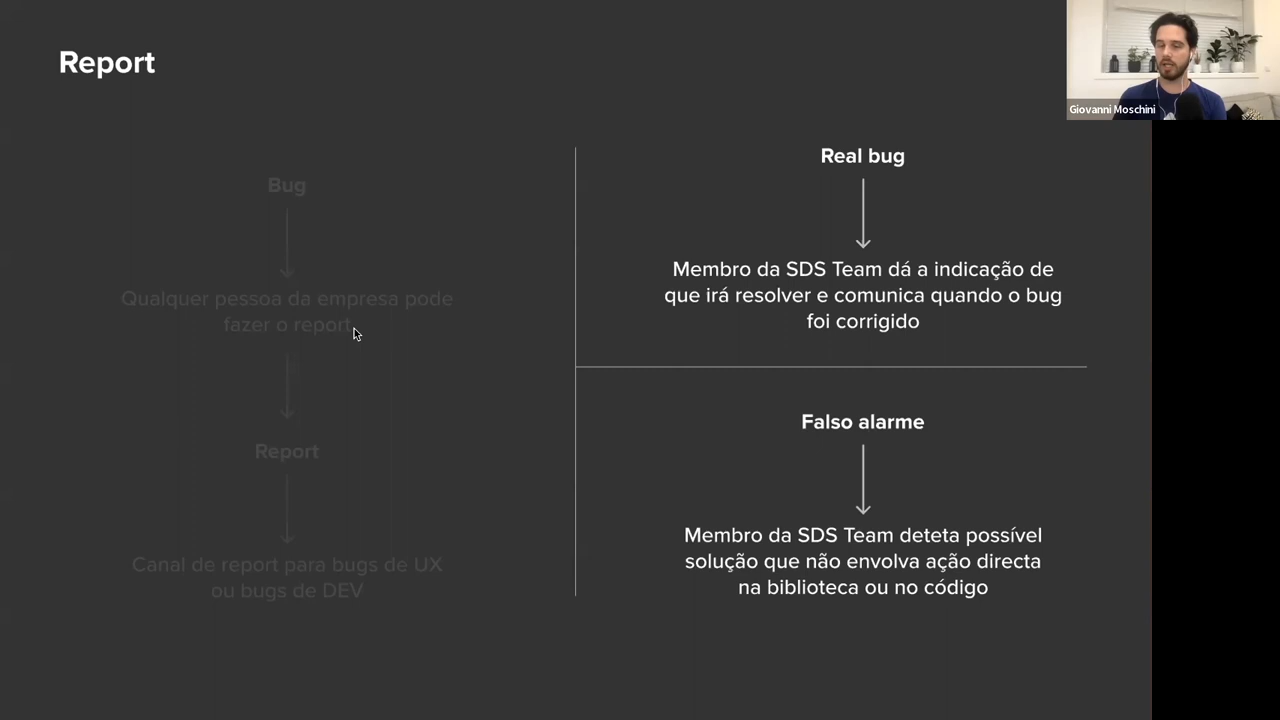 Report
Giovanni Moschini
Bug
Qualquer pessoa da empresa pode
fazer o report
Report
Canal de report para bugs de UX
ou bugs de DEV
Real bug
Membro da SDS Team dá a indicação de
que irá resolver e comunica quando o bug
foi corrigido
Falso alarme
Membro da SDS Team deteta possível
solução que não envolva ação directa
na biblioteca ou no código